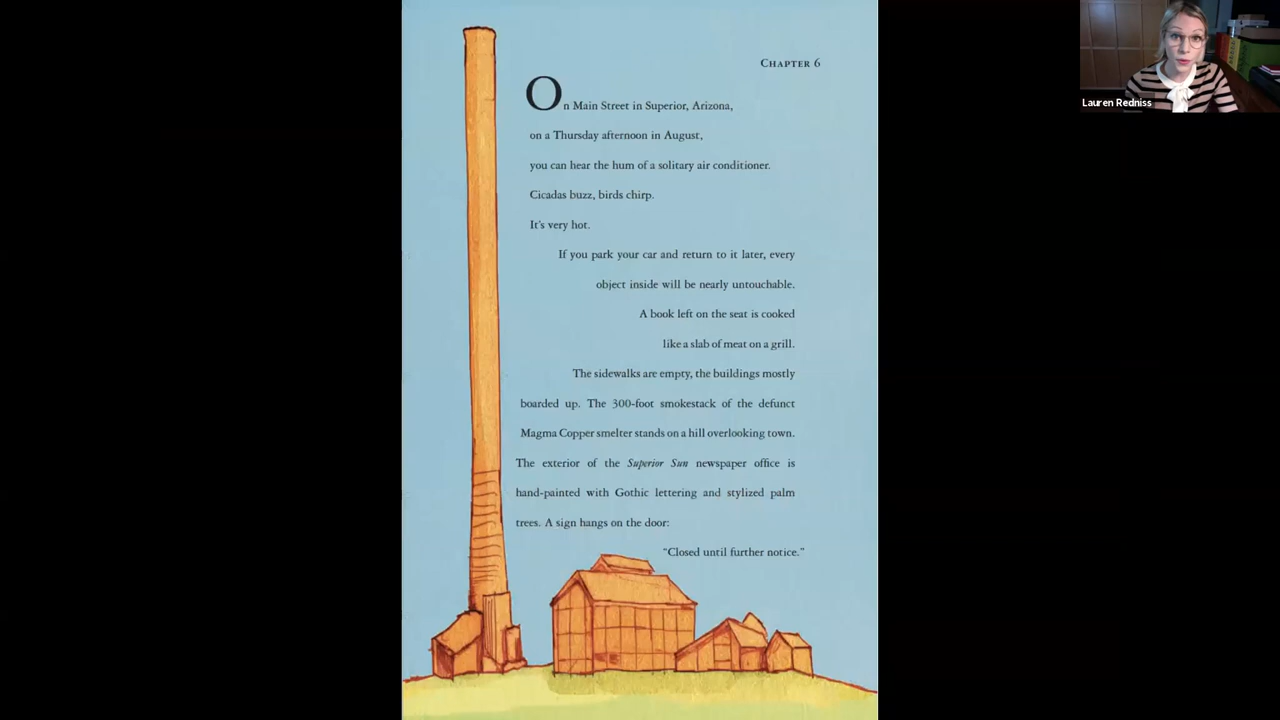 Chapter 6
On Main Street in Superior, Arizona,
on a Thursday afternoon in August,
you can hear the hum of a solitary air conditioner.
Cicadas buzz, birds chirp.
It's very hot.
If you park your car and return to it later, every
object inside will be nearly untouchable.
A book left on the seat is cooked
like a slab of meat on a grill.
The sidewalks are empty, the buildings mostly
boarded up. The 300-foot smokestack of the defunct
Magma Copper smelter stands on a hill overlooking town.
The exterior of the Superior Sun newspaper office is
hand-painted with Gothic lettering and stylized palm
trees. A sign hangs on the door:
“Closed until further notice.”
Lauren Redniss